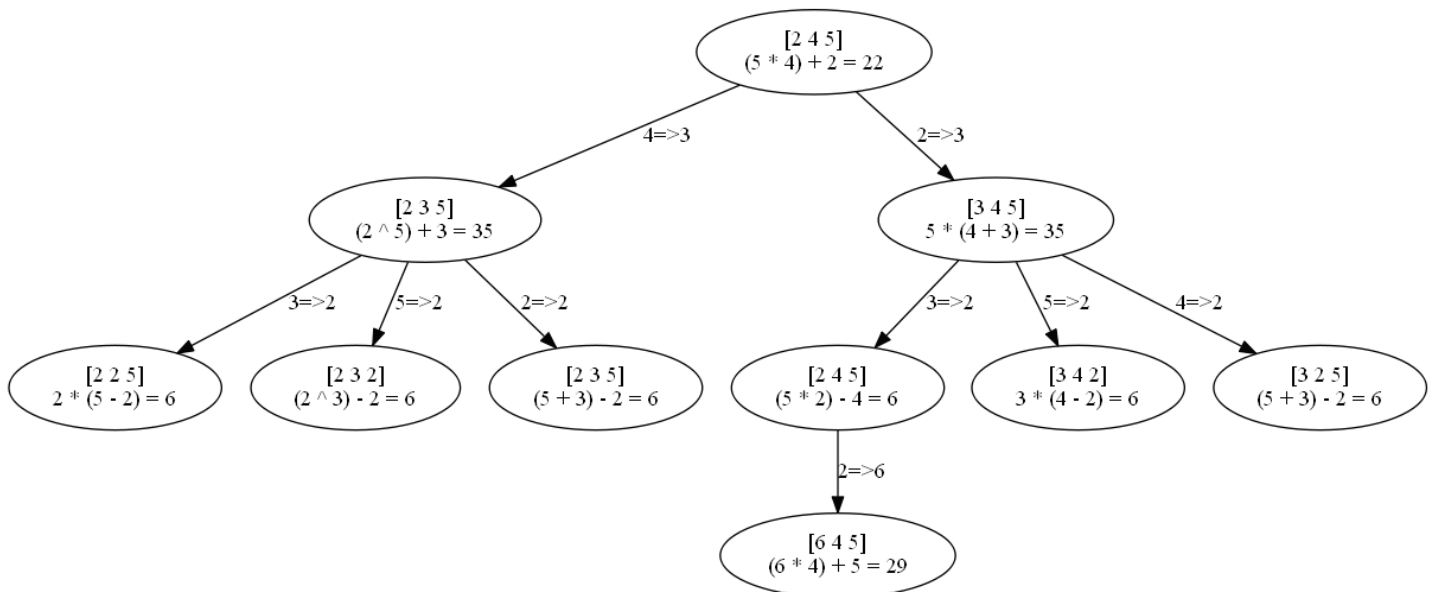 [2 4 5]
(5 * 4) + 2 = 22
4=>3
2=>3
[2 3 5]
(2 ^ 5) + 3 = 35
[3 4 5]
5 * (4 + 3) = 35
3=>2
5=>2
2=>2
3=>2
5=>2
4=>2
[2 2 5]
2 * (5 - 2) = 6
[2 3 2]
(2 ^ 3) - 2 = 6
[2 3 5]
(5 + 3) - 2 = 6
[2 4 5]
(5 * 2) - 4 = 6
[3 4 2]
3 * (4 - 2) = 6
[3 2 5]
(5 + 3) - 2 = 6
2=>6
[6 4 5]
(6 * 4) + 5 = 29